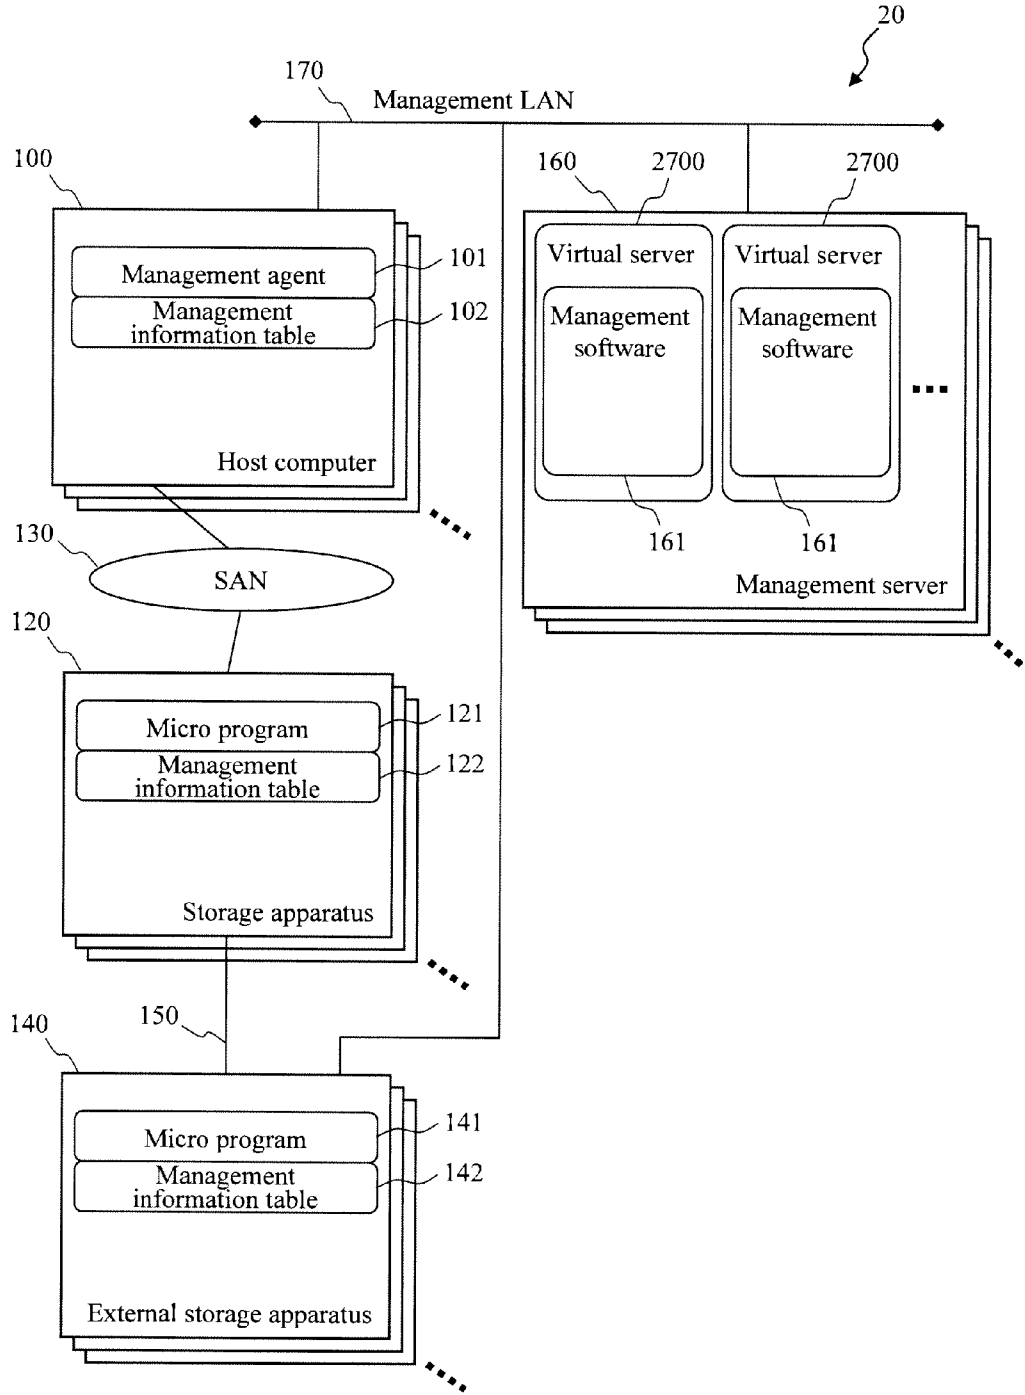 20
170
Management LAN
100
160
2700
2700
Management agent
101
Management
information table
102
Host computer
Virtual server
Management
software
161
Virtual server
Management
software
161
Management server
130
SAN
120
Micro program
121
Management
information table
122
Storage apparatus
150
140
Micro program
141
Management
information table
142
External storage apparatus